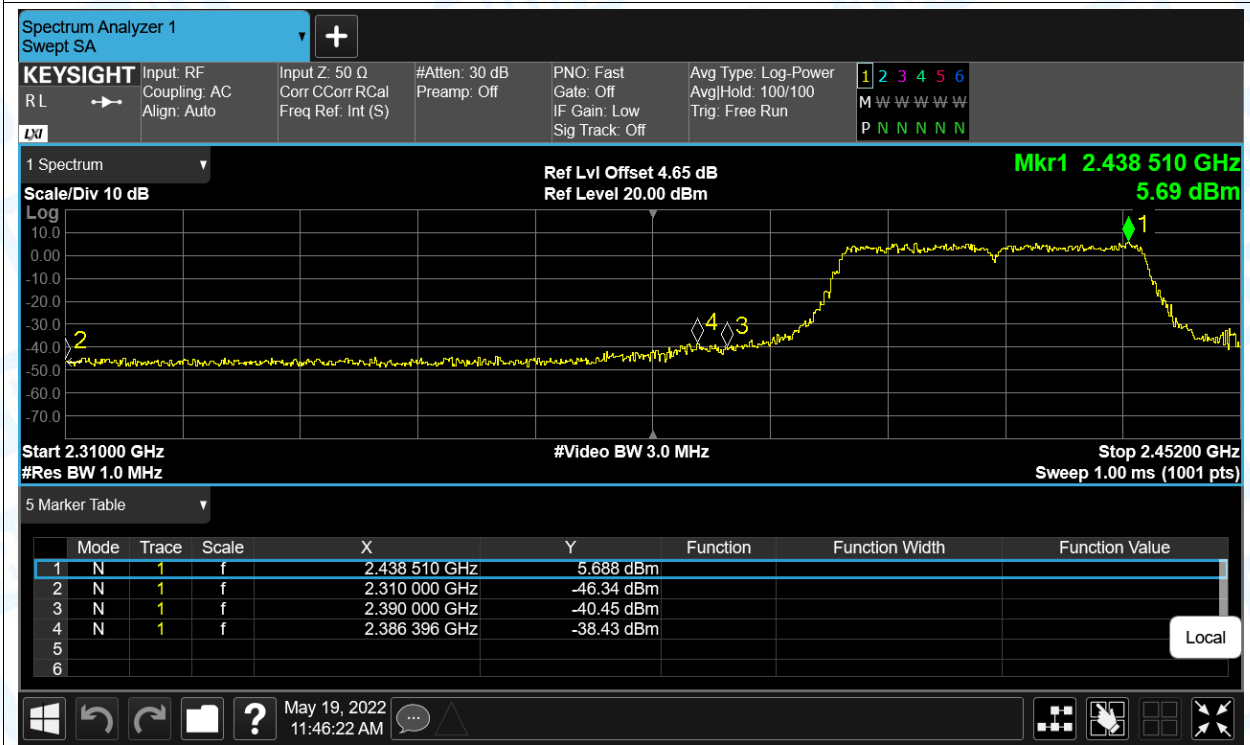 Spectrum Analyzer 1
Swept SA
KEYSIGHT
R L
LXI
Input: RF
Coupling: AC
Align: Auto
Input Z: 50 Ω
Corr CCorr RCal
Freq Ref: Int (S)
#Atten: 30 dB
Preamp: Off
PNO: Fast
Gate: Off
IF Gain: Low
Sig Track: Off
Avg Type: Log-Power
Avg|Hold: 100/100
Trig: Free Run
1 2 3 4 5 6
M W W W W W
P N N N N N
1 Spectrum
Scale/Div 10 dB
Ref Lvl Offset 4.65 dB
Ref Level 20.00 dBm
Mkr1 2.438 510 GHz
5.69 dBm
Log
10.0
0.00
-10.0
-20.0
-30.0
-40.0
-50.0
-60.0
-70.0
1
2
4
3
Start 2.31000 GHz
#Res BW 1.0 MHz
#Video BW 3.0 MHz
Stop 2.45200 GHz
Sweep 1.00 ms (1001 pts)
5 Marker Table
Mode Trace Scale X Y Function Function Width Function Value
1 N 1 f 2.438 510 GHz 5.688 dBm
2 N 1 f 2.310 000 GHz -46.34 dBm
3 N 1 f 2.390 000 GHz -40.45 dBm
4 N 1 f 2.386 396 GHz -38.43 dBm
5
6
Local
?
May 19, 2022
11:46:22 AM